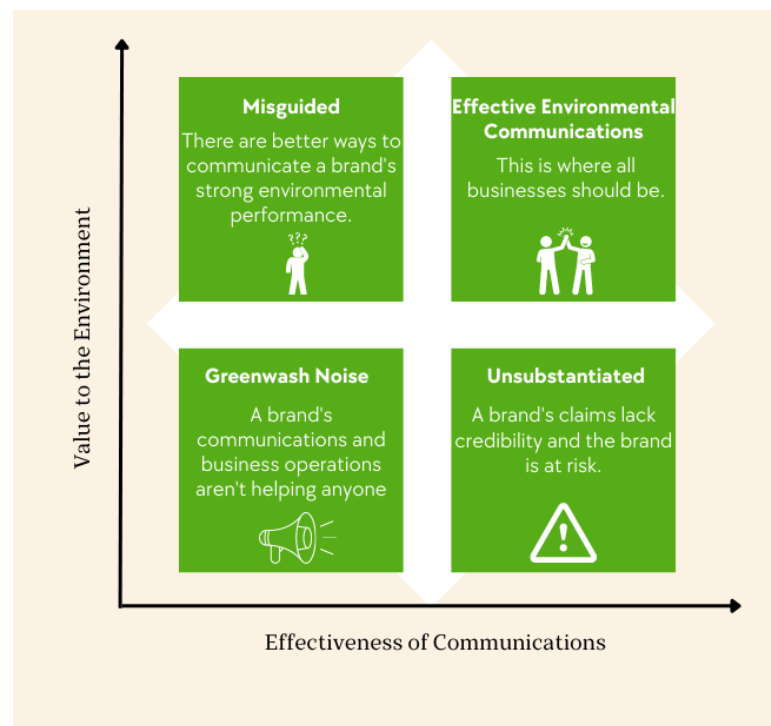 Value to the Environment
Misguided
There are better ways to
communicate a brand's
strong environmental
performance.
???
Effective Environmental
Communications
This is where all
businesses should be.
Greenwash Noise
A brand's
communications and
business operations
aren't helping anyone
Unsubstantiated
A brand's claims lack
credibility and the brand
is at risk.
!
Effectiveness of Communications